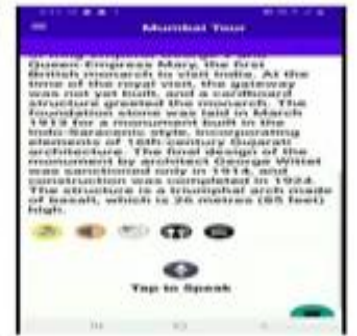 Mumbai Tour
Queen-Empress Mary, the first
British monarch to visit India. At the
time of the royal visit, the gateway
was not yet built, and a cardboard
structure greeted the monarch. The
foundation stone was laid in March
1913 for a monument built in the
Indo-Saracenic style, incorporating
elements of 16th-century Gujarati
architecture. The final design of the
monument by architect George Wittet
was sanctioned only in 1914, and
construction was completed in 1924.
The structure is a triumphal arch made
of basalt, which is 26 metres (85 feet)
high.
Tap to Speak